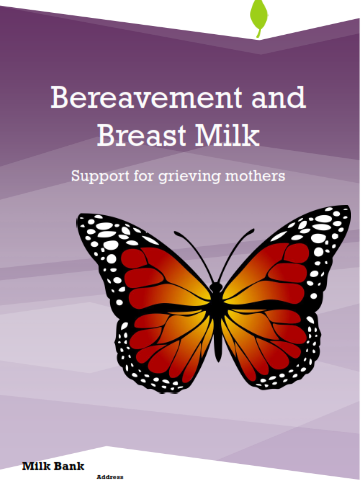 Bereavement and
Breast Milk
Support for grieving mothers
Milk Bank
Address